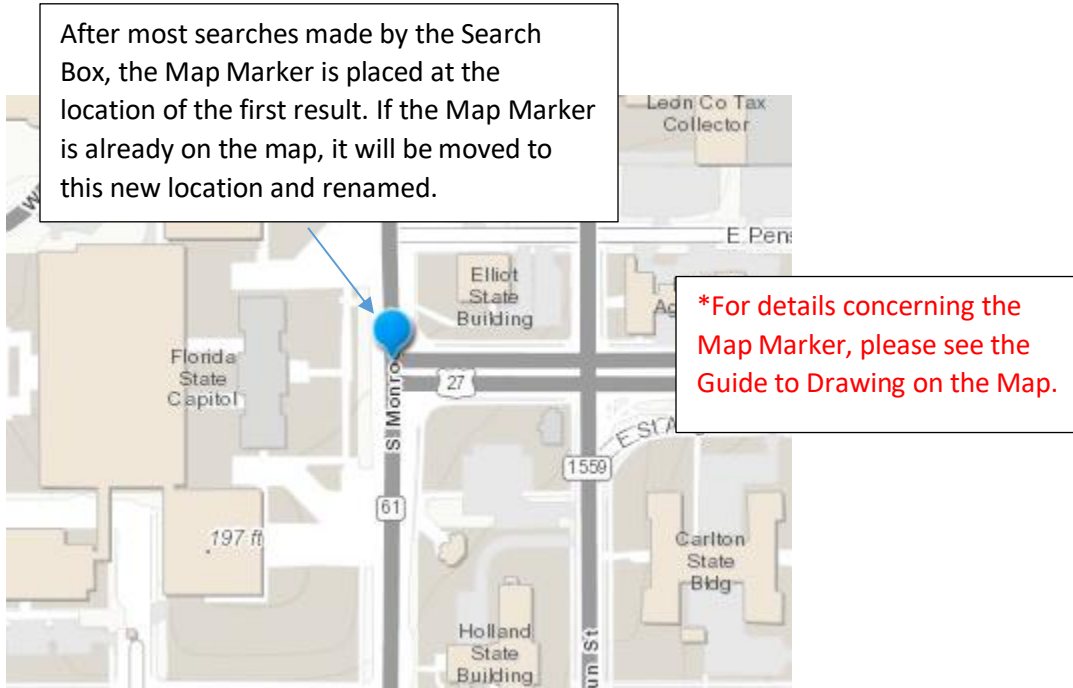 After most searches made by the Search
Box, the Map Marker is placed at the
location of the first result. If the Map Marker
is already on the map, it will be moved to
this new location and renamed.
Leon Co Tax
Collector
W
E Pens
Elliot
State
Building
Ag
*For details concerning the
Map Marker, please see the
Guide to Drawing on the Map.
Florida
State
Capitol
S Monro
27
E St A
1559
61
197 ft
Carlton
State
Bldg
Holland
State
Building
un St